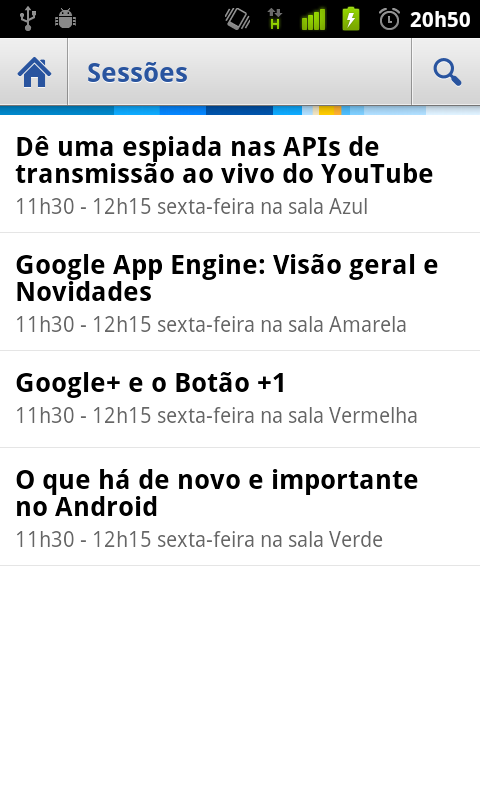 H
20h50
Sessões
Dê uma espiada nas APIs de
transmissão ao vivo do YouTube
11h30 - 12h15 sexta-feira na sala Azul
Google App Engine: Visão geral e
Novidades
11h30 - 12h15 sexta-feira na sala Amarela
Google+ e o Botão +1
11h30 - 12h15 sexta-feira na sala Vermelha
O que há de novo e importante
no Android
11h30 - 12h15 sexta-feira na sala Verde